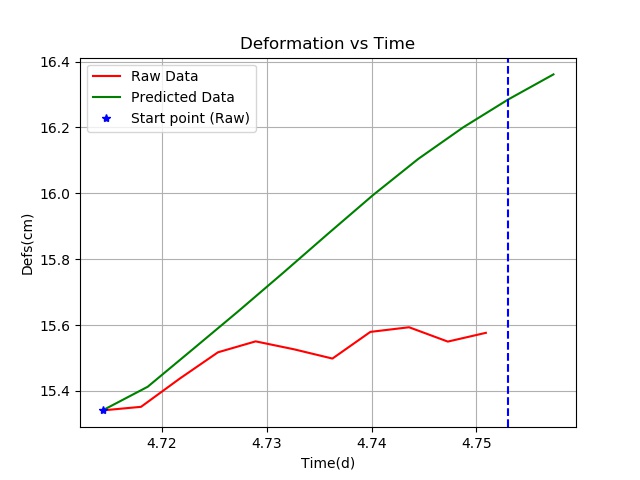 Deformation vs Time
Raw Data
Predicted Data
Start point (Raw)
Defs(cm)
16.4
16.2
16.0
15.8
15.6
15.4
4.72 4.73 4.74 4.75
Time(d)